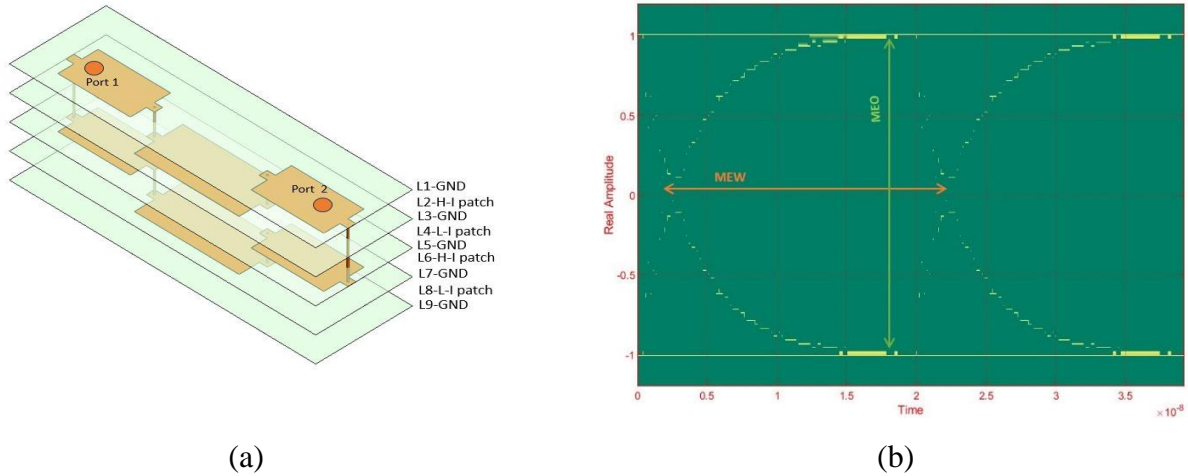 Port 1
Port 2
L1-GND
L2-H-I patch
L3-GND
L4-L-I patch
L5-GND
L6-H-I patch
L7-GND
L8-L-I patch
L9-GND
(a)
1
0.5
0
-0.5
-1
Real Amplitude
MEO
MEW
0
0.5
1
1.5
2
2.5
3
3.5
Time
×10⁻⁸
(b)